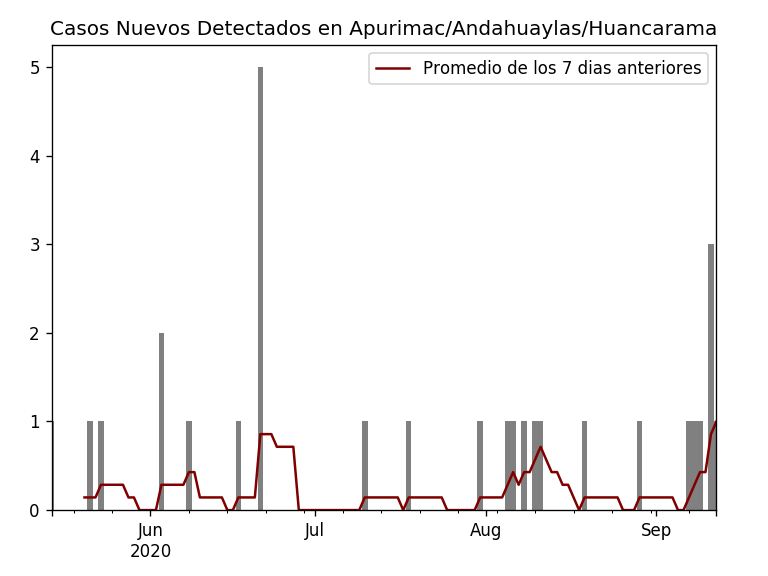 Casos Nuevos Detectados en Apurimac/Andahuaylas/Huancarama
Promedio de los 7 dias anteriores
5
4
3
2
1
0
Jun
2020
Jul
Aug
Sep